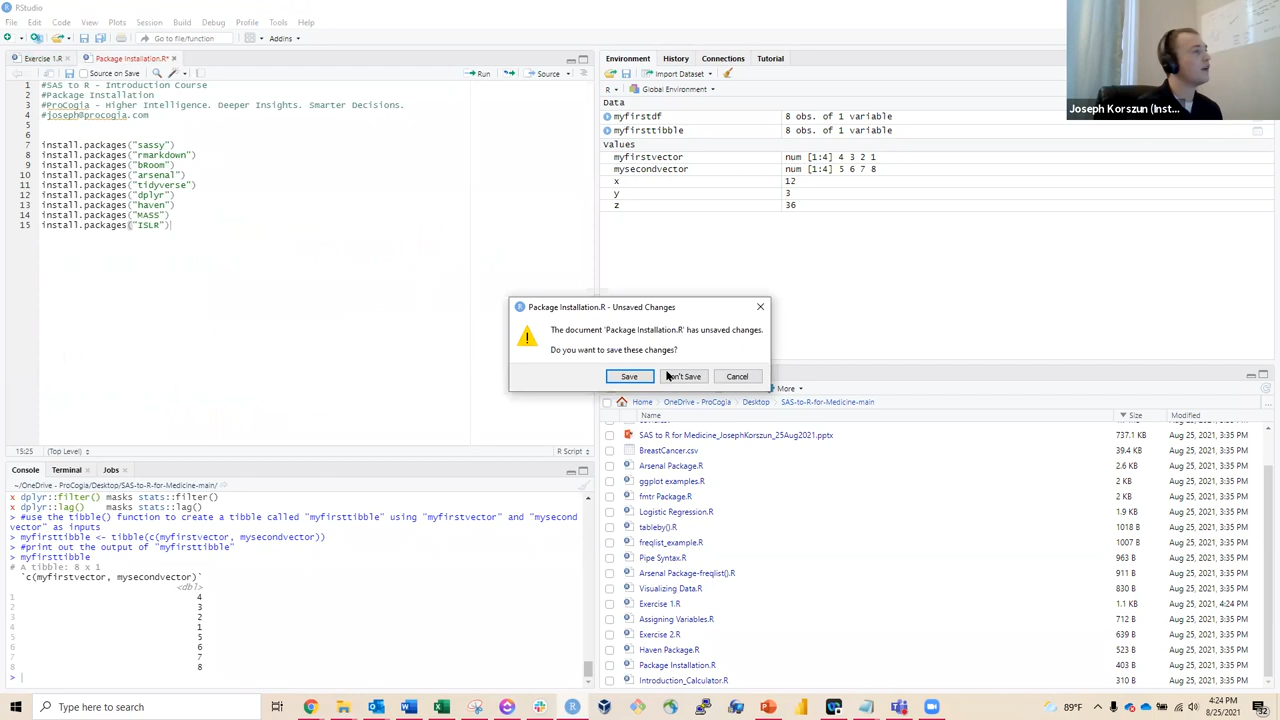 RStudio
File Edit Code View Plots Session Build Debug Profile Tools Help
Go to file/function Addins
Exercise 1.R Package Installation.R*
Source on Save Run Source
1 #SAS to R - Introduction Course
2 #Package Installation
3 #ProCogia - Higher Intelligence. Deeper Insights. Smarter Decisions.
4 #joseph@procogia.com
5
6
7 install.packages("sassy")
8 install.packages("rmarkdown")
9 install.packages("bRoom")
10 install.packages("arsenal")
11 install.packages("tidyverse")
12 install.packages("dplyr")
13 install.packages("haven")
14 install.packages("MASS")
15 install.packages("ISLR")
15:25 (Top Level) R Script
Console Terminal Jobs
~/OneDrive - ProCogia/Desktop/SAS-to-R-for-Medicine-main/
x dplyr::filter() masks stats::filter()
x dplyr::lag() masks stats::lag()
> #use the tibble() function to create a tibble called "myfirsttibble" using "myfirstvector" and "mysecond
vector" as inputs
> myfirsttibble <- tibble(c(myfirstvector, mysecondvector))
> #print out the output of "myfirsttibble"
> myfirsttibble
# A tibble: 8 x 1
`c(myfirstvector, mysecondvector)`
<dbl>
1 4
2 3
3 2
4 1
5 5
6 6
7 7
8 8
>
Environment History Connections Tutorial
Import Dataset
R Global Environment
Data
myfirstdf 8 obs. of 1 variable
myfirsttibble 8 obs. of 1 variable
Values
myfirstvector num [1:4] 4 3 2 1
mysecondvector num [1:4] 5 6 7 8
x 12
y 3
z 36
Joseph Korszun (Inst...
Package Installation.R - Unsaved Changes
The document 'Package Installation.R' has unsaved changes.
Do you want to save these changes?
Save Don't Save Cancel
More
Home OneDrive - ProCogia Desktop SAS-to-R-for-Medicine-main
Name Size Modified
SAS to R for Medicine_JosephKorszun_25Aug2021.pptx 737.1 KB Aug 25, 2021, 3:35 PM
BreastCancer.csv 39.4 KB Aug 25, 2021, 3:35 PM
Arsenal Package.R 2.6 KB Aug 25, 2021, 3:35 PM
ggplot examples.R 2 KB Aug 25, 2021, 3:35 PM
fmtr Package.R 2 KB Aug 25, 2021, 3:35 PM
Logistic Regression.R 1.9 KB Aug 25, 2021, 3:35 PM
tableby().R 1018 B Aug 25, 2021, 3:35 PM
freqlist_example.R 1007 B Aug 25, 2021, 3:35 PM
Pipe Syntax.R 963 B Aug 25, 2021, 3:35 PM
Arsenal Package-freqlist().R 911 B Aug 25, 2021, 3:35 PM
Visualizing Data.R 830 B Aug 25, 2021, 3:35 PM
Exercise 1.R 1.1 KB Aug 25, 2021, 4:24 PM
Assigning Variables.R 712 B Aug 25, 2021, 3:35 PM
Exercise 2.R 639 B Aug 25, 2021, 3:35 PM
Haven Package.R 510 B Aug 25, 2021, 3:35 PM
Package Installation.R 403 B Aug 25, 2021, 3:35 PM
Introduction_Calculator.R 310 B Aug 25, 2021, 3:35 PM
Type here to search
89°F
4:24 PM
8/25/2021
32